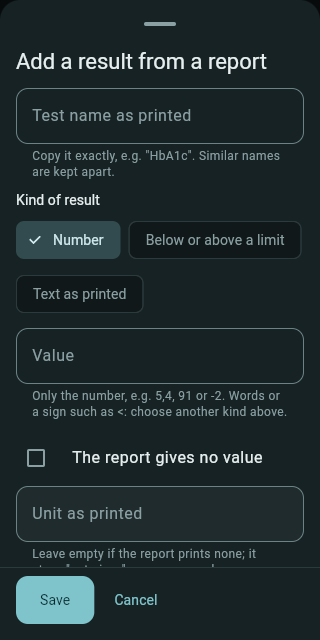 Add a result from a report
Test name as printed
Copy it exactly, e.g. "HbA1c". Similar names
are kept apart.
Kind of result
Number
Below or above a limit
Text as printed
Value
Only the number, e.g. 5,4, 91 or -2. Words or
a sign such as <: choose another kind above.
The report gives no value
Unit as printed
Leave empty if the report prints none; it
Save
Cancel